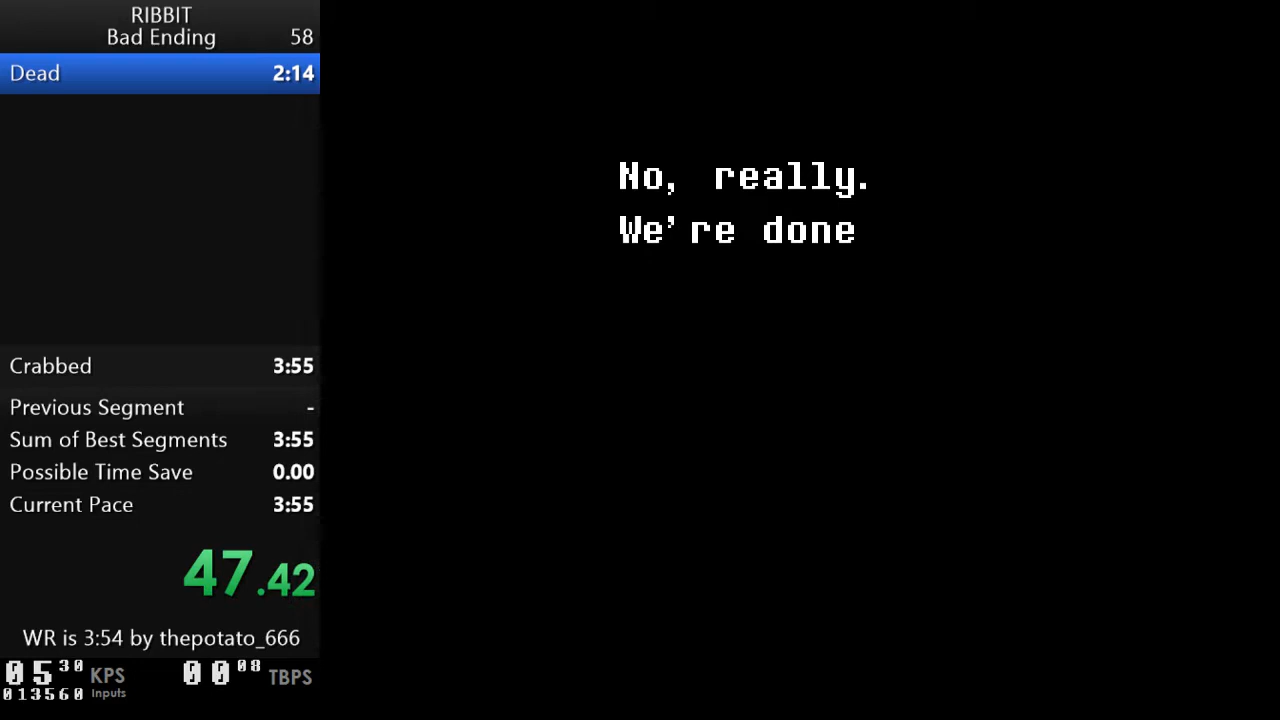 RIBBIT
Bad Ending 58
Dead 2:14
Crabbed 3:55
Previous Segment -
Sum of Best Segments 3:55
Possible Time Save 0.00
Current Pace 3:55
47.42
WR is 3:54 by thepotato_666
05 30 KPS 00 08 TBPS
013560 Inputs
No, really.
We're done